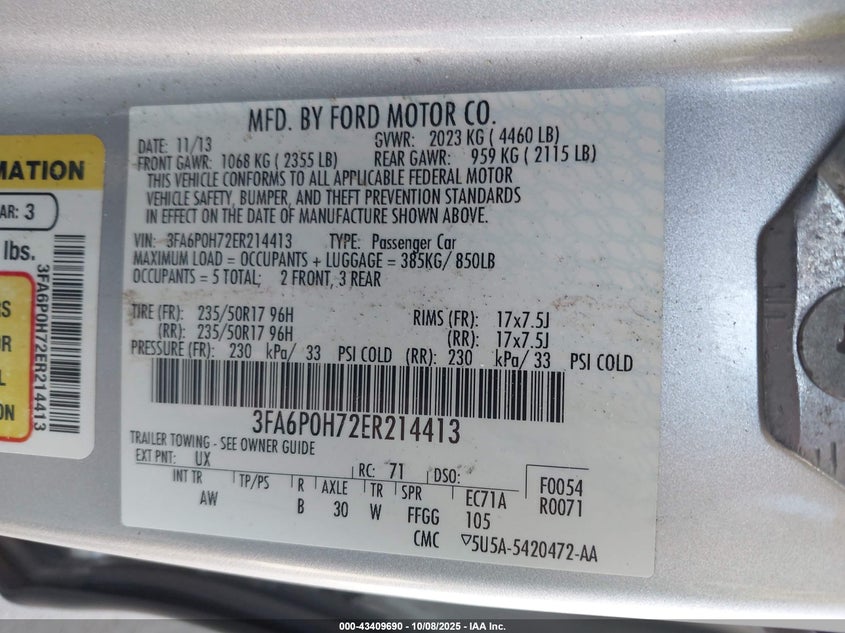 MATION
AR: 3
lbs.
RS
OR
L
ON
3FA6P0H72ER214413
MFD. BY FORD MOTOR CO.
DATE: 11/13 GVWR: 2023 KG ( 4460 LB)
FRONT GAWR: 1068 KG ( 2355 LB) REAR GAWR: 959 KG ( 2115 LB)
THIS VEHICLE CONFORMS TO ALL APPLICABLE FEDERAL MOTOR
VEHICLE SAFETY, BUMPER, AND THEFT PREVENTION STANDARDS
IN EFFECT ON THE DATE OF MANUFACTURE SHOWN ABOVE.
VIN: 3FA6P0H72ER214413 TYPE: Passenger Car
MAXIMUM LOAD = OCCUPANTS + LUGGAGE = 385KG/ 850LB
OCCUPANTS = 5 TOTAL; 2 FRONT, 3 REAR
TIRE (FR): 235/50R17 96H RIMS (FR): 17x7.5J
(RR): 235/50R17 96H (RR): 17x7.5J
PRESSURE (FR): 230 kPa/ 33 PSI COLD (RR): 230 kPa/ 33 PSI COLD
3FA6P0H72ER214413
TRAILER TOWING - SEE OWNER GUIDE
EXT PNT: UX RC: 71 DSO:
INT TR TP/PS R AXLE TR SPR EC71A F0054
AW B 30 W FFGG 105 R0071
CMC ▽5U5A-5420472-AA
000-43409690 - 10/08/2025 - IAA Inc.